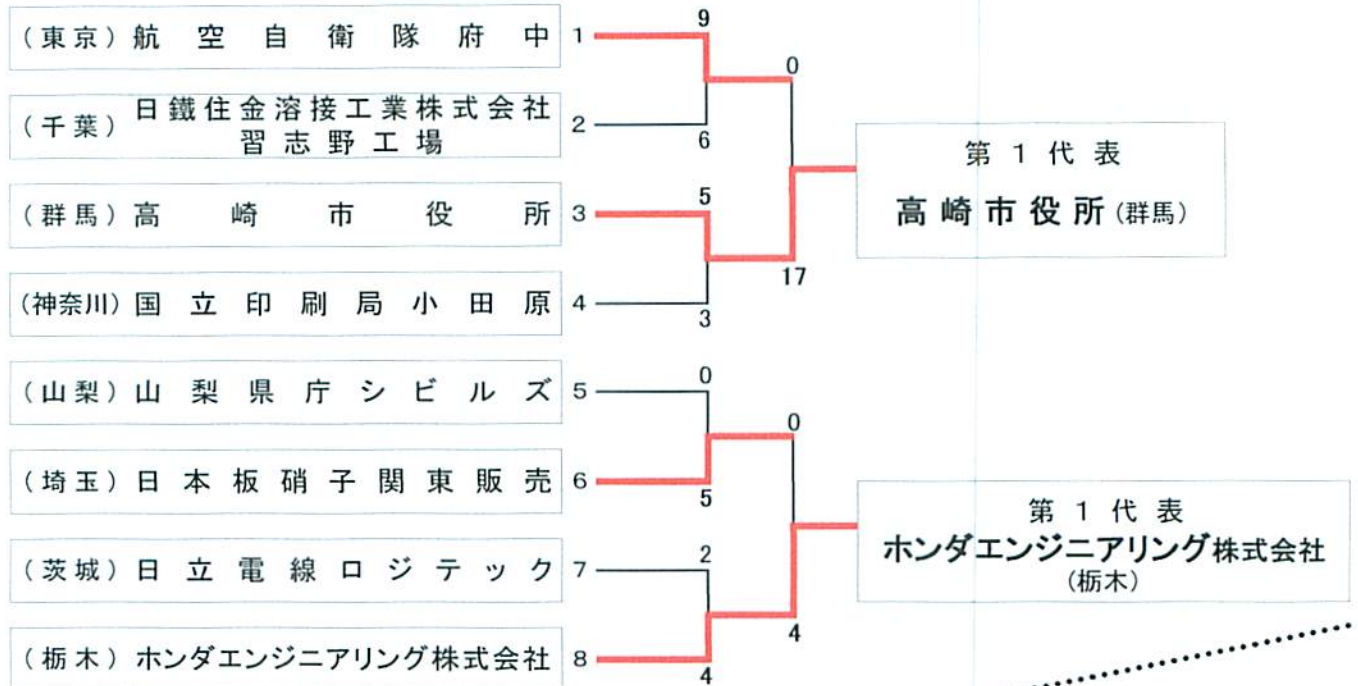 (東京) 航空自衛隊府中 1
9
0
(千葉) 日鐵住金溶接工業株式会社
習志野工場 2
6
(群馬) 高崎市役所 3
5
17
(神奈川) 国立印刷局小田原 4
3
第1代表
高崎市役所(群馬)
(山梨) 山梨県庁シビルズ 5
0
0
(埼玉) 日本板硝子関東販売 6
5
(茨城) 日立電線ロジテック 7
2
4
(栃木) ホンダエンジニアリング株式会社 8
4
第1代表
ホンダエンジニアリング株式会社
(栃木)